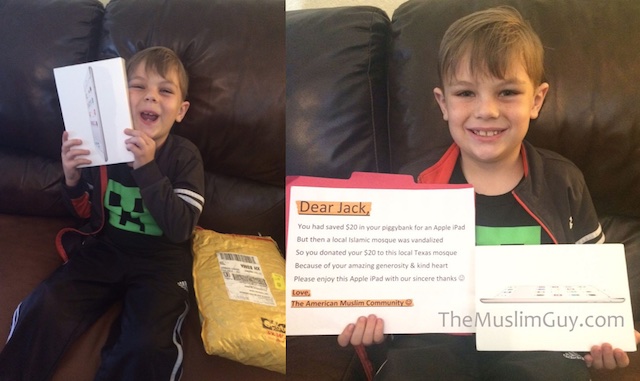 Dear Jack,
You had saved $20 in your piggybank for an Apple iPad
But then a local Islamic mosque was vandalized
So you donated your $20 to this local Texas mosque
Because of your amazing generosity & kind heart
Please enjoy this Apple iPad with our sincere thanks ☺
Love,
The American Muslim Community ☺
TheMuslimGuy.com